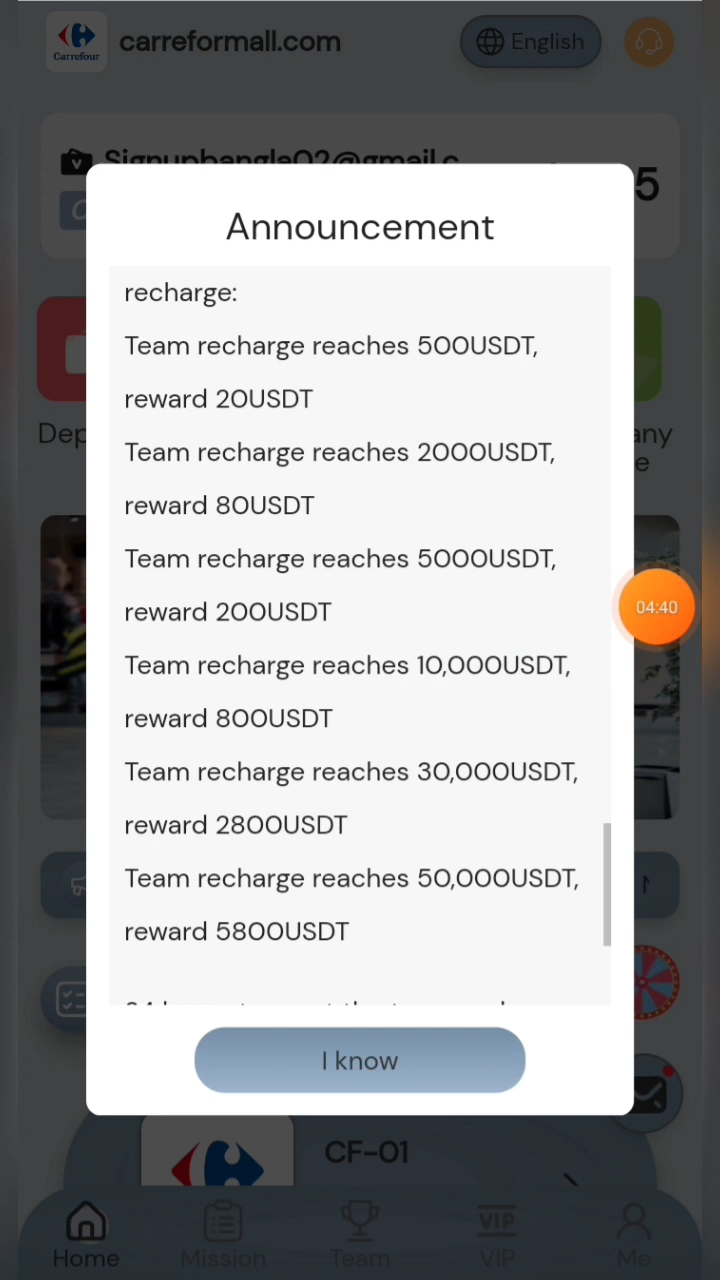 Carrefour
carreformall.com
English
Signupbangla02@gmail.c
5
Announcement
recharge:
Team recharge reaches 500USDT,
reward 20USDT
Team recharge reaches 2000USDT,
reward 80USDT
Team recharge reaches 5000USDT,
reward 200USDT
Team recharge reaches 10,000USDT,
reward 800USDT
Team recharge reaches 30,000USDT,
reward 2800USDT
Team recharge reaches 50,000USDT,
reward 5800USDT
Dep
any
e
04:40
I know
CF-01
Home
Mission
Team
VIP
VIP
Me